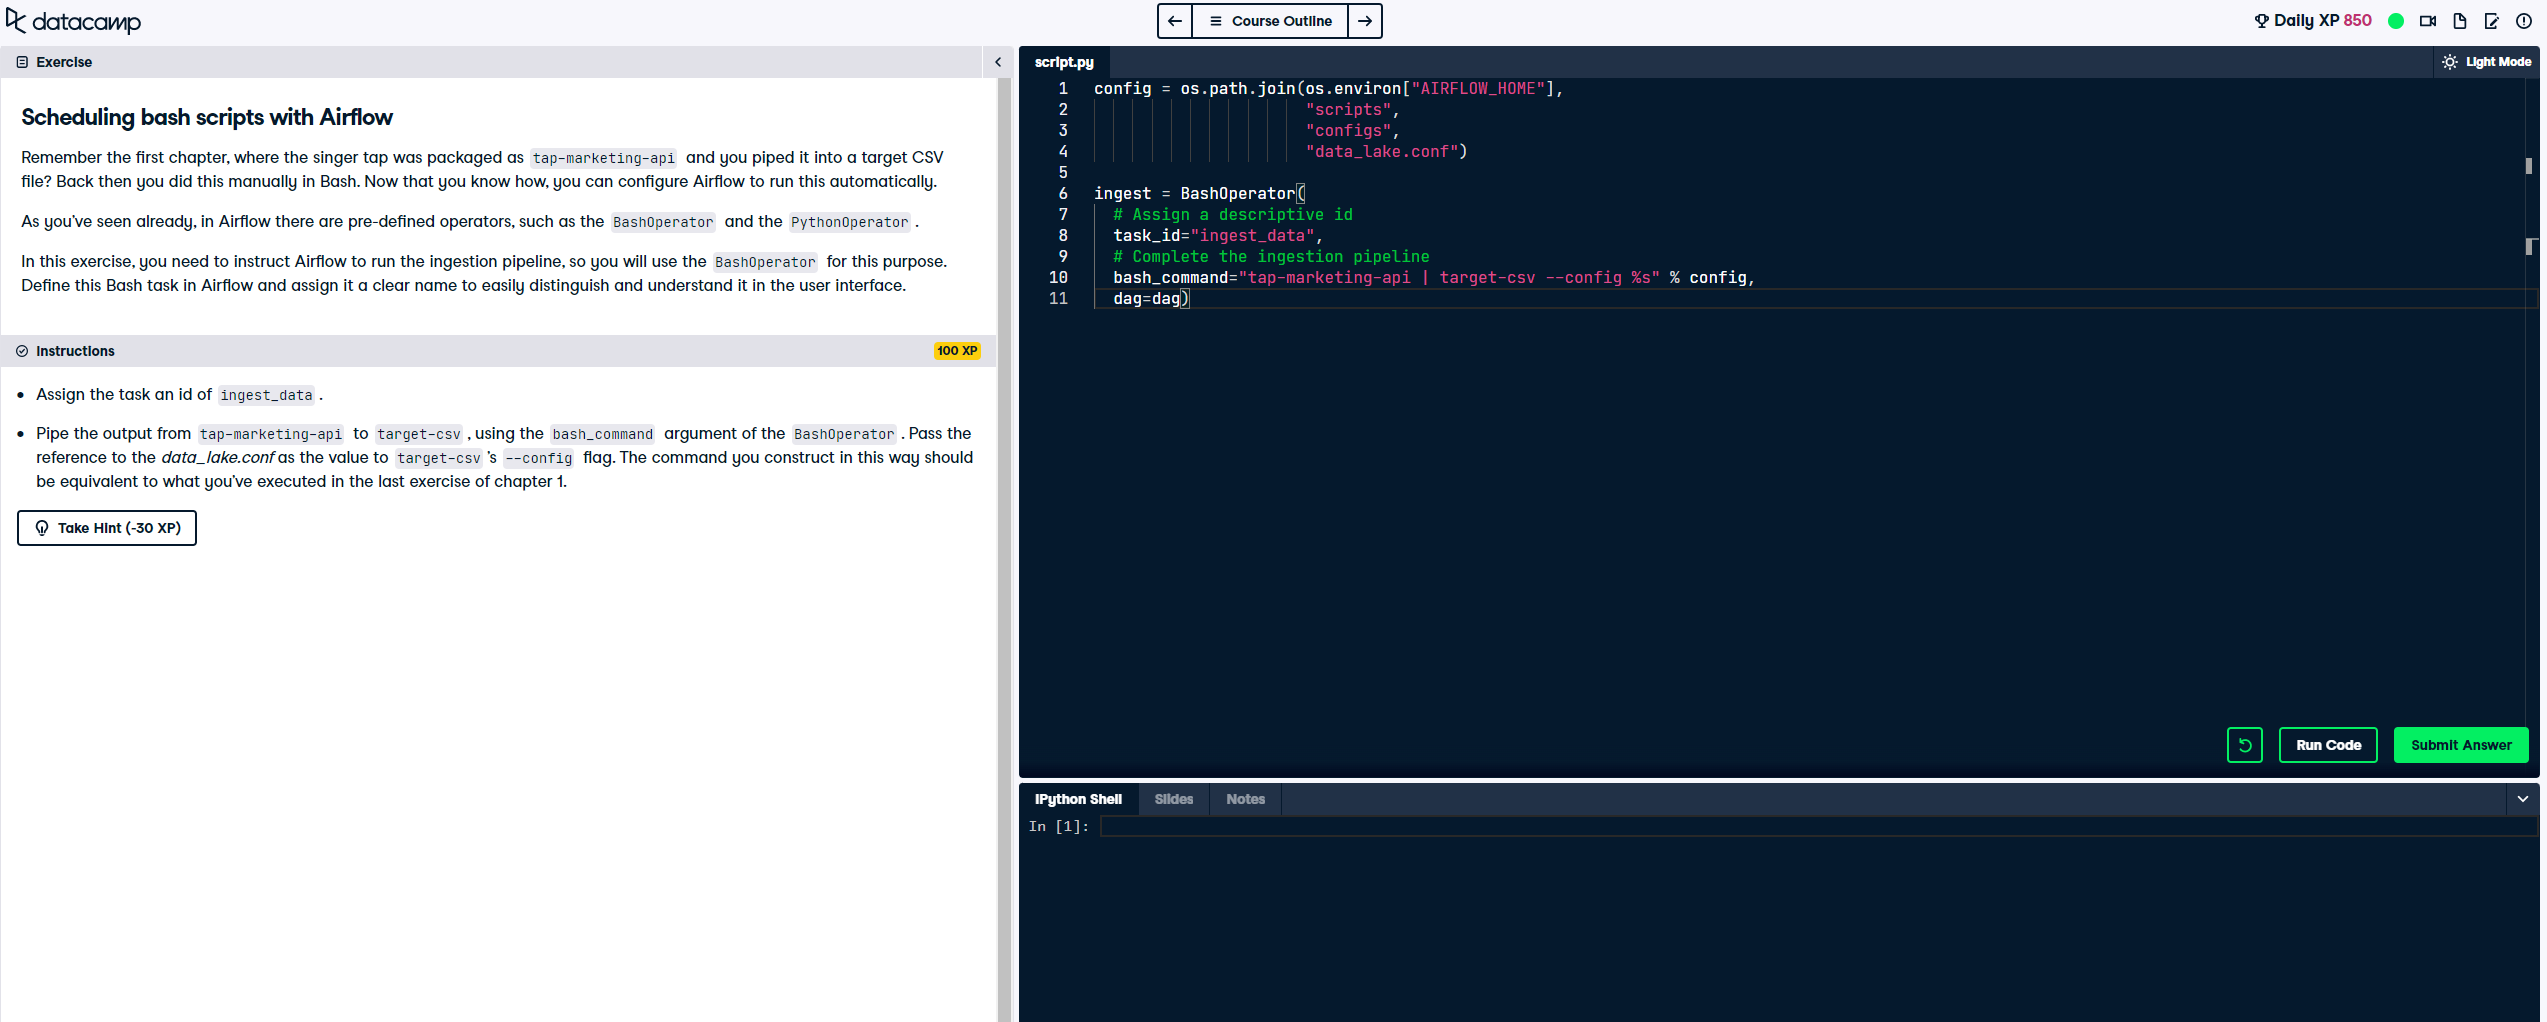 datacamp
Course Outline
Daily XP 850
Exercise
Scheduling bash scripts with Airflow
Remember the first chapter, where the singer tap was packaged as tap-marketing-api and you piped it into a target CSV
file? Back then you did this manually in Bash. Now that you know how, you can configure Airflow to run this automatically.
As you've seen already, in Airflow there are pre-defined operators, such as the BashOperator and the PythonOperator .
In this exercise, you need to instruct Airflow to run the ingestion pipeline, so you will use the BashOperator for this purpose.
Define this Bash task in Airflow and assign it a clear name to easily distinguish and understand it in the user interface.
Instructions
100 XP
Assign the task an id of ingest_data .
Pipe the output from tap-marketing-api to target-csv , using the bash_command argument of the BashOperator . Pass the
reference to the data_lake.conf as the value to target-csv 's --config flag. The command you construct in this way should
be equivalent to what you've executed in the last exercise of chapter 1.
Take Hint (-30 XP)
script.py
Light Mode
1 config = os.path.join(os.environ["AIRFLOW_HOME"],
2 "scripts",
3 "configs",
4 "data_lake.conf")
5
6 ingest = BashOperator(
7 # Assign a descriptive id
8 task_id="ingest_data",
9 # Complete the ingestion pipeline
10 bash_command="tap-marketing-api | target-csv --config %s" % config,
11 dag=dag)
Run Code
Submit Answer
IPython Shell
Slides
Notes
In [1]: